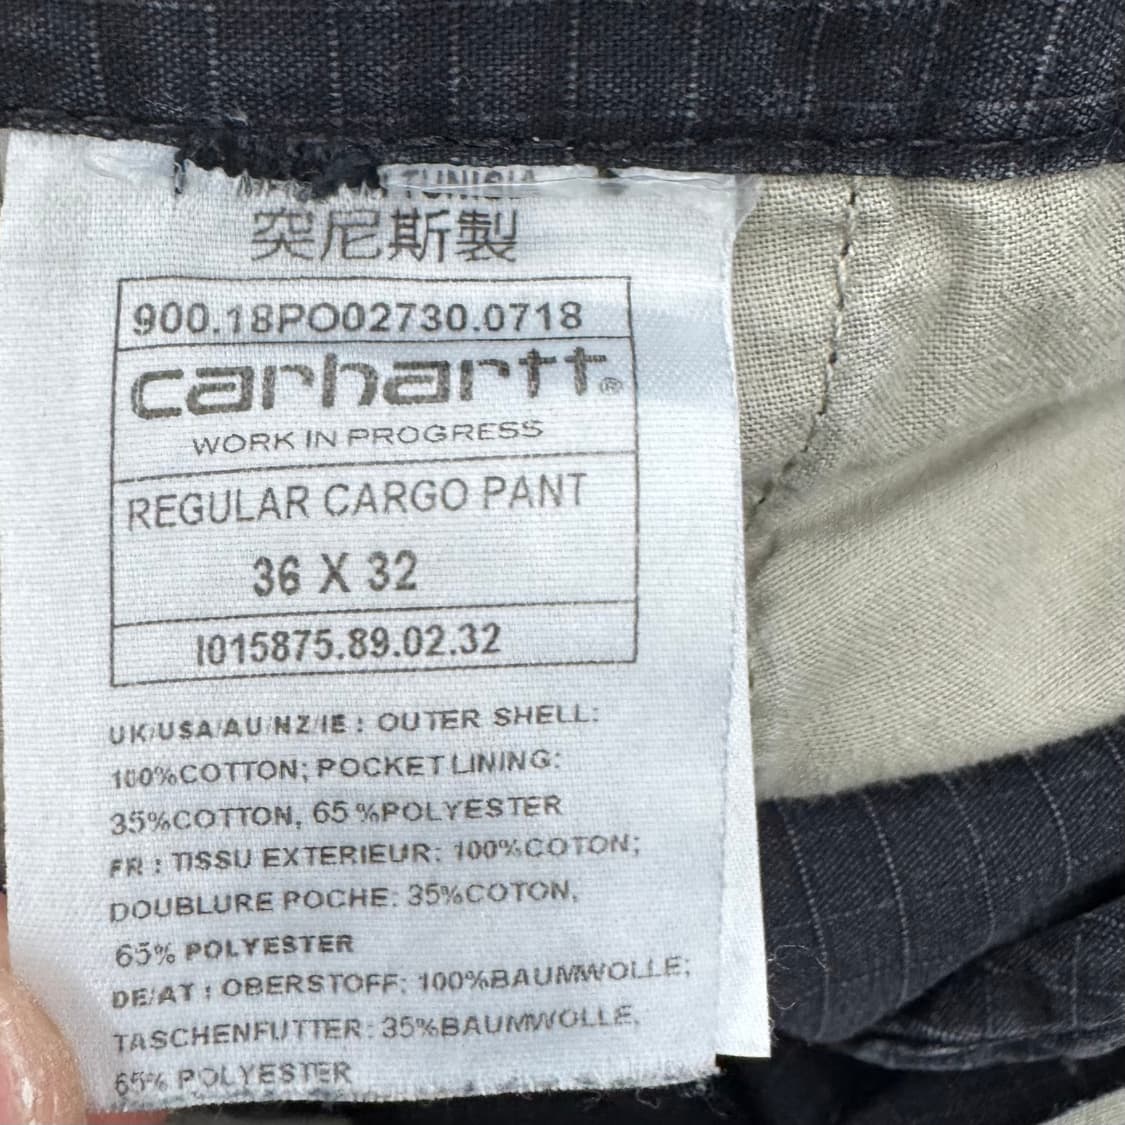 TUNISIA
突尼斯製
900.18PO02730.0718
carhartt®
WORK IN PROGRESS
REGULAR CARGO PANT
36 X 32
I015875.89.02.32
UK/USA/AU/NZ/IE : OUTER SHELL:
100%COTTON; POCKET LINING:
35%COTTON, 65%POLYESTER
FR : TISSU EXTERIEUR: 100%COTON;
DOUBLURE POCHE: 35%COTON,
65% POLYESTER
DE/AT : OBERSTOFF: 100%BAUMWOLLE;
TASCHENFUTTER: 35%BAUMWOLLE,
65% POLYESTER